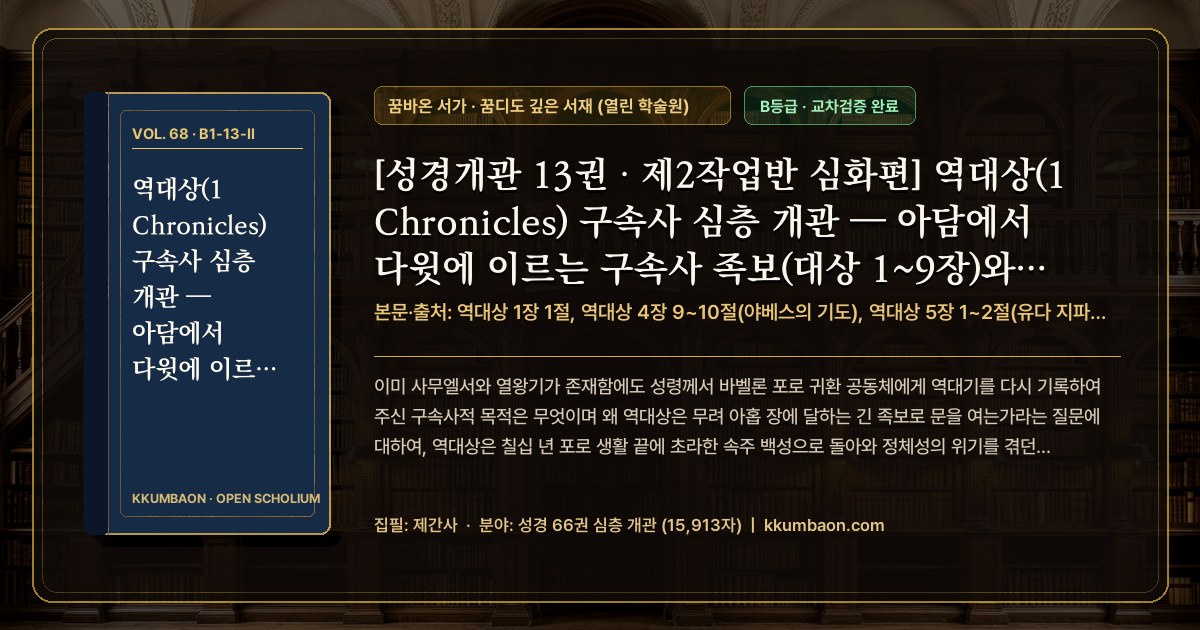 VOL. 68 · B1-13-II
역대상(1
Chronicles)
구속사 심층
개관 —
아담에서
다윗에 이르…
KKUMBAON · OPEN SCHOLIUM
꿈바온 서가 · 꿈디도 깊은 서재 (열린 학술원)
B등급 · 교차검증 완료
[성경개관 13권 · 제2작업반 심화편] 역대상(1
Chronicles) 구속사 심층 개관 — 아담에서
다윗에 이르는 구속사 족보(대상 1~9장)와…
본문·출처: 역대상 1장 1절, 역대상 4장 9~10절(야베스의 기도), 역대상 5장 1~2절(유다 지파…
이미 사무엘서와 열왕기가 존재함에도 성령께서 바벨론 포로 귀환 공동체에게 역대기를 다시 기록하여
주신 구속사적 목적은 무엇이며 왜 역대상은 무려 아홉 장에 달하는 긴 족보로 문을 여는가라는 질문에
대하여, 역대상은 칠십 년 포로 생활 끝에 초라한 속주 백성으로 돌아와 정체성의 위기를 겪던…
집필: 제간사 · 분야: 성경 66권 심층 개관 (15,913자) | kkumbaon.com